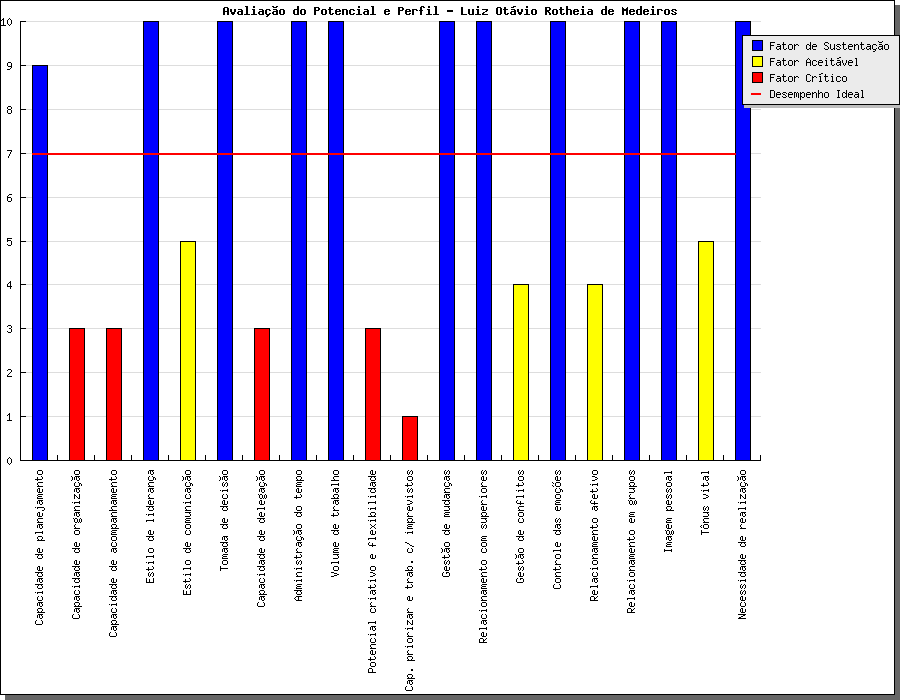 Avaliação do Potencial e Perfil - Luiz Otávio Rotheia de Medeiros
Fator de Sustentação
Fator Aceitável
Fator Crítico
Desempenho Ideal
10
9
8
7
6
5
4
3
2
1
0
Capacidade de planejamento
Capacidade de organização
Capacidade de acompanhamento
Estilo de liderança
Estilo de comunicação
Tomada de decisão
Capacidade de delegação
Administração do tempo
Volume de trabalho
Potencial criativo e flexibilidade
Cap. priorizar e trab. c/ imprevistos
Gestão de mudanças
Relacionamento com superiores
Gestão de conflitos
Controle das emoções
Relacionamento afetivo
Relacionamento em grupos
Imagem pessoal
Tônus vital
Necessidade de realização